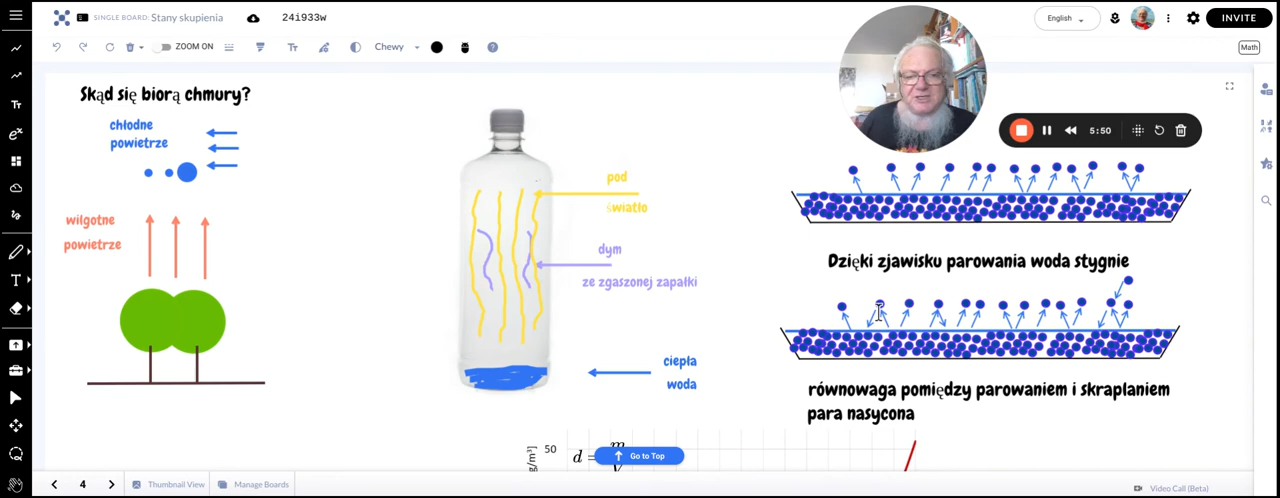 SINGLE BOARD: Stany skupienia
24i933w
English
INVITE
ZOOM ON
Chewy
Math
Skąd się biorą chmury?
chłodne
powietrze
wilgotne
powietrze
pod
światło
dym
ze zgaszonej zapałki
ciepła
woda
5:50
Dzięki zjawisku parowania woda stygnie
równowaga pomiędzy parowaniem i skraplaniem
para nasycona
50
d =
Go to Top
4
Thumbnail View
Manage Boards
Video Call (Beta)